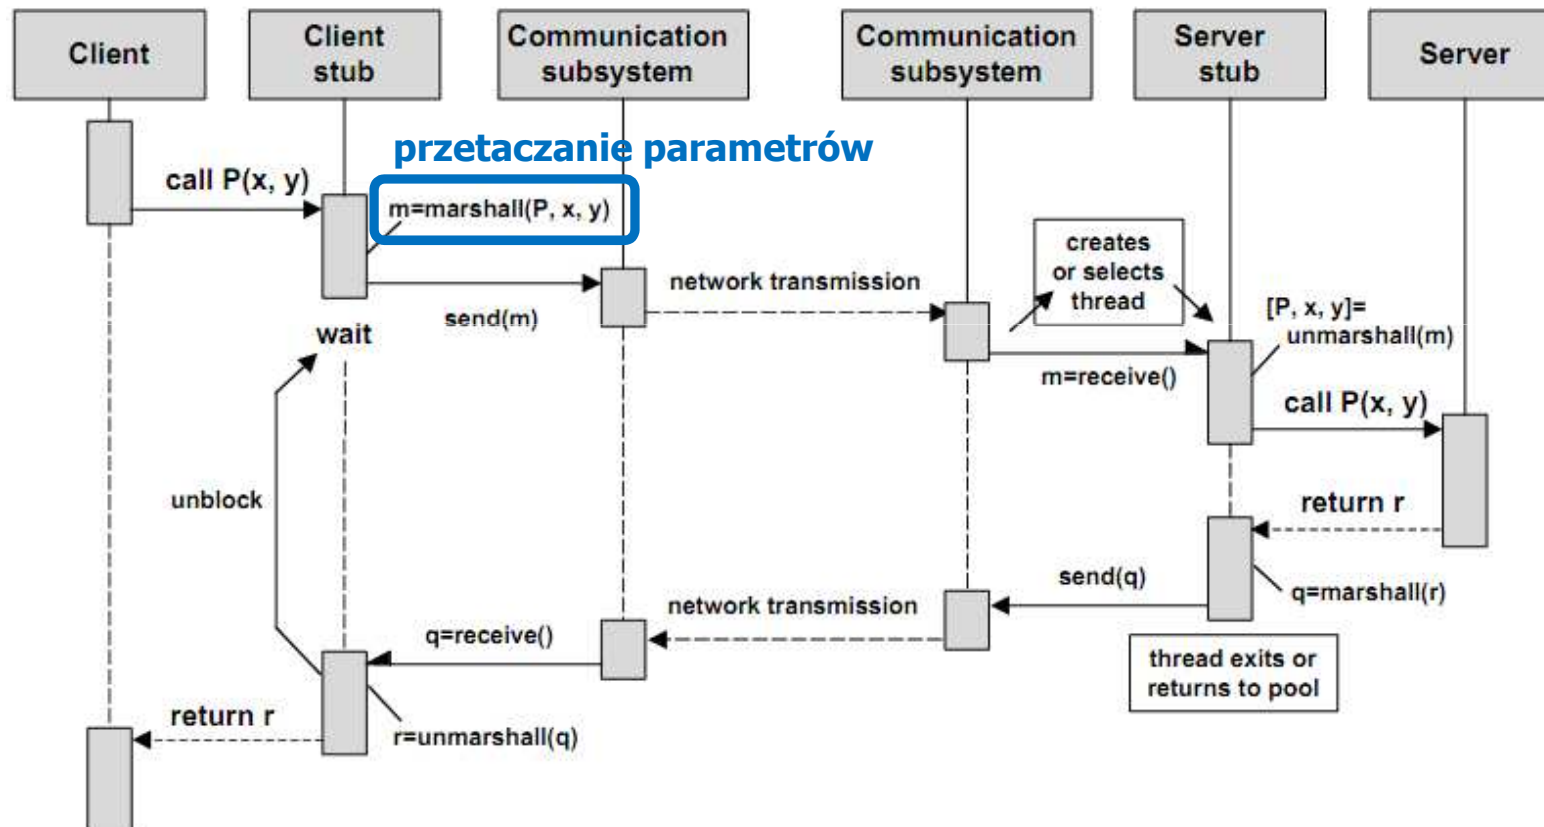 Client
Client
stub
Communication
subsystem
Communication
subsystem
Server
stub
Server
przetaczanie parametrów
call P(x, y)
m=marshall(P, x, y)
send(m)
wait
network transmission
creates
or selects
thread
m=receive()
[P, x, y]=
unmarshall(m)
call P(x, y)
unblock
return r
q=marshall(r)
send(q)
network transmission
q=receive()
thread exits or
returns to pool
return r
r=unmarshall(q)